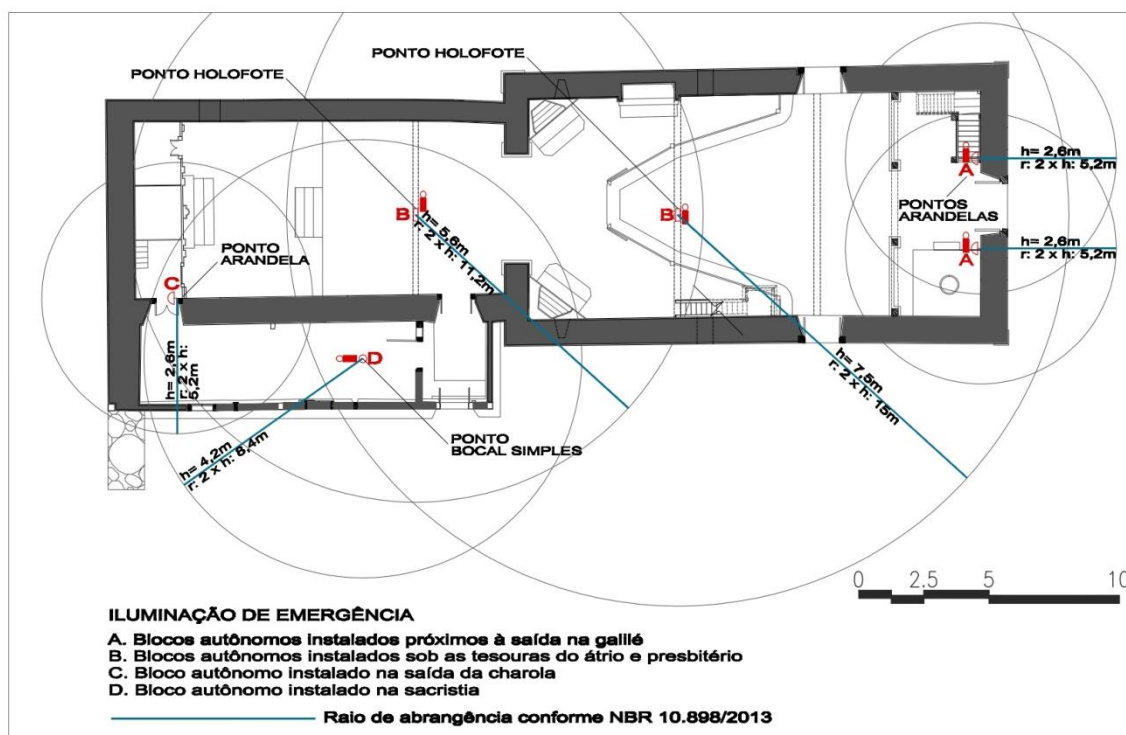 PONTO HOLOFOTE
PONTO HOLOFOTE
h= 2,6m
r: 2 x h: 5,2m
A
PONTOS
ARANDELAS
B
B
h= 5,6m
r: 2 x h: 11,2m
A
h= 2,6m
r: 2 x h: 5,2m
PONTO
ARANDELA
C
h= 2,6m
r: 2 x h:
5,2m
D
h= 7,5m
r: 2 x h: 15m
PONTO
BOCAL SIMPLES
h= 4,2m
r: 2 x h: 8,4m
0 2.5 5 10
ILUMINAÇÃO DE EMERGÊNCIA
A. Blocos autônomos instalados próximos à saída na galilé
B. Blocos autônomos instalados sob as tesouras do átrio e presbitério
C. Bloco autônomo instalado na saída da charola
D. Bloco autônomo instalado na sacristia
Raio de abrangência conforme NBR 10.898/2013